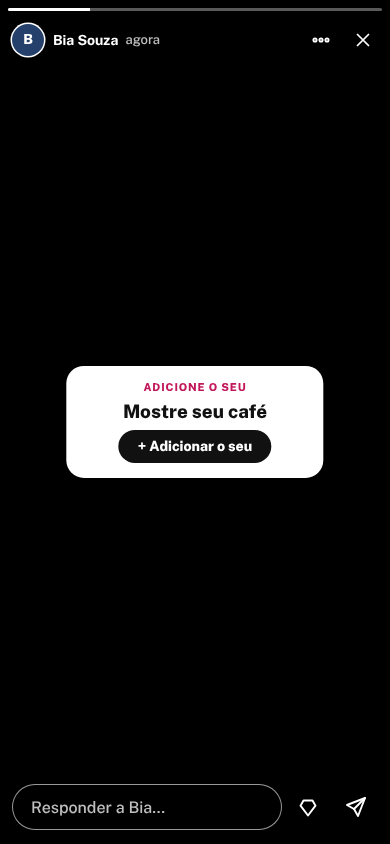 B
Bia Souza agora
ADICIONE O SEU
Mostre seu café
+ Adicionar o seu
Responder a Bia...